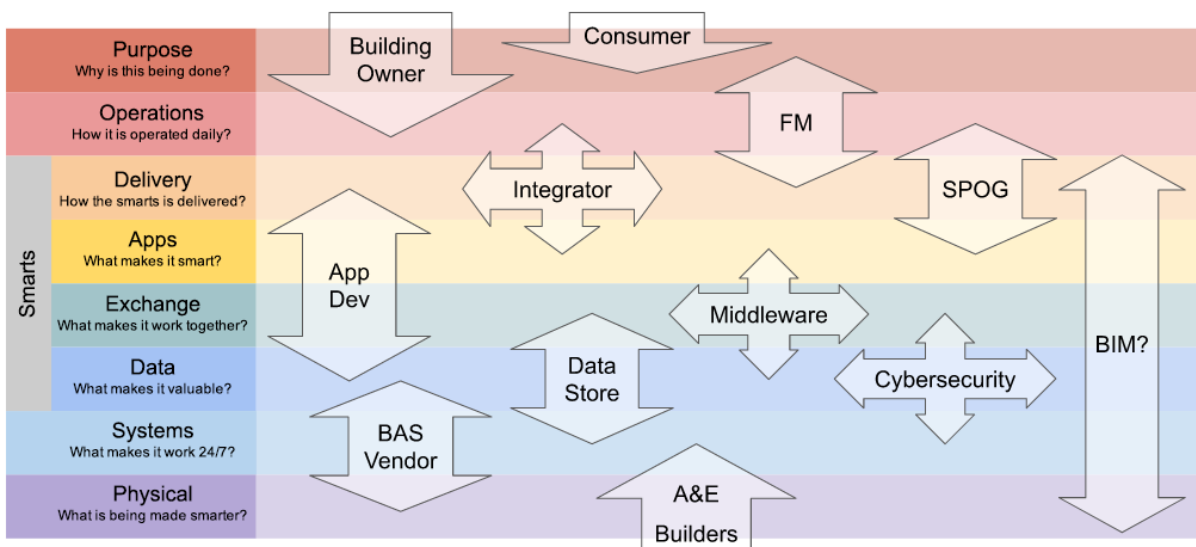 Purpose
Why is this being done?
Operations
How it is operated daily?
Smarts
Delivery
How the smarts is delivered?
Apps
What makes it smart?
Exchange
What makes it work together?
Data
What makes it valuable?
Systems
What makes it work 24/7?
Physical
What is being made smarter?
Building
Owner
Consumer
FM
Integrator
SPOG
App
Dev
Middleware
BIM?
Data
Store
Cybersecurity
BAS
Vendor
A&E
Builders